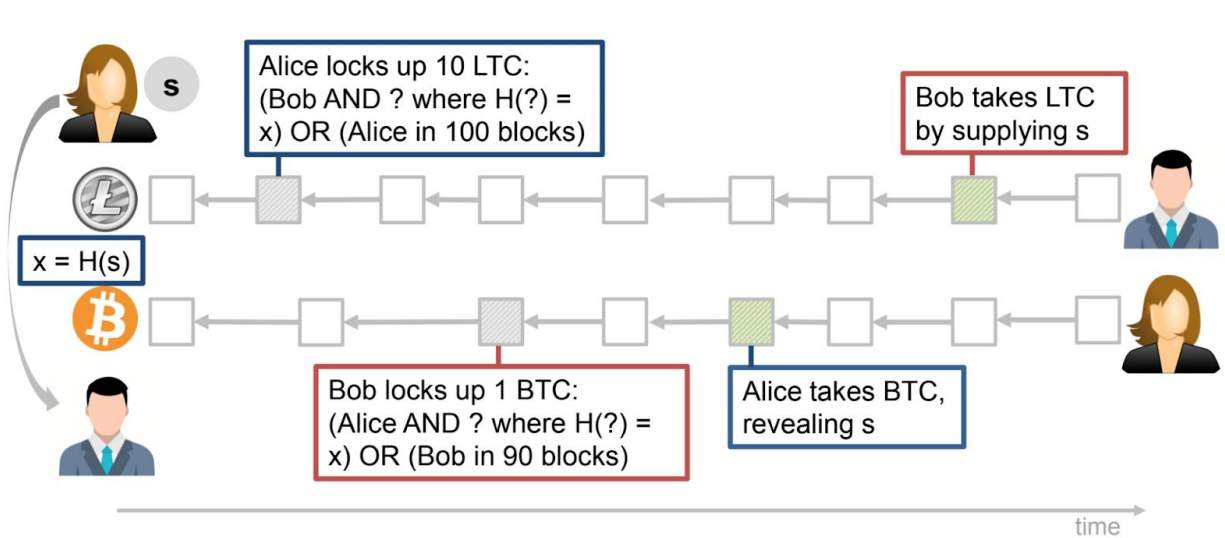 s
Alice locks up 10 LTC:
(Bob AND ? where H(?) =
x) OR (Alice in 100 blocks)
Bob takes LTC
by supplying s
x = H(s)
Bob locks up 1 BTC:
(Alice AND ? where H(?) =
x) OR (Bob in 90 blocks)
Alice takes BTC,
revealing s
time